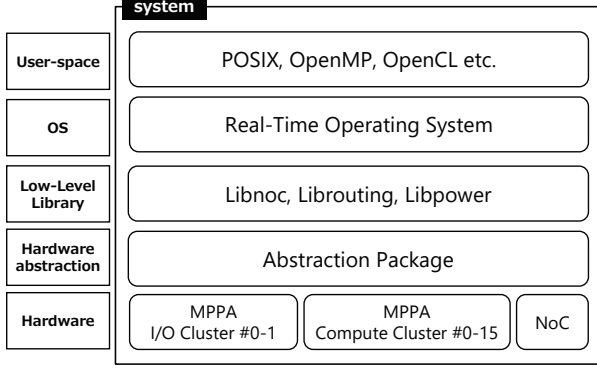 system
User-space
POSIX, OpenMP, OpenCL etc.
OS
Real-Time Operating System
Low-Level
Library
Libnoc, Librouting, Libpower
Hardware
abstraction
Abstraction Package
Hardware
MPPA
I/O Cluster #0-1
MPPA
Compute Cluster #0-15
NoC